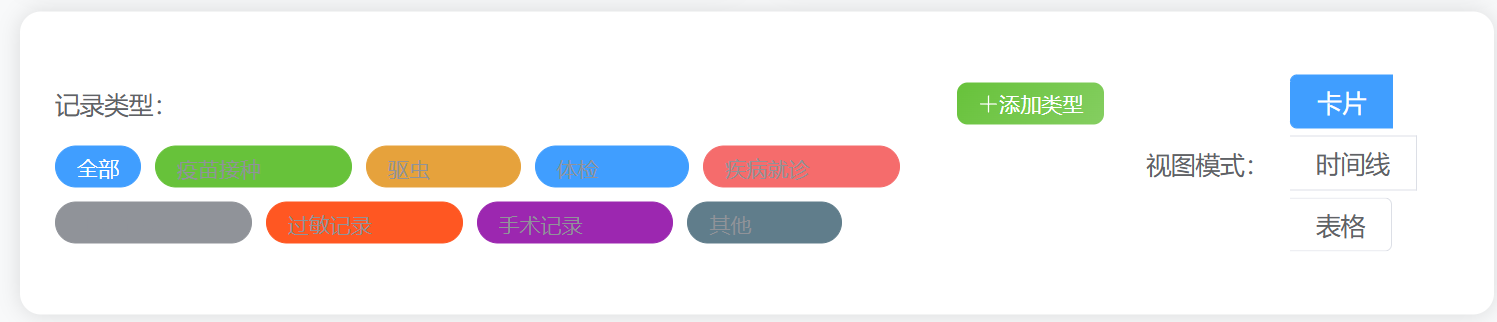 记录类型：
＋添加类型
全部
疫苗接种
驱虫
体检
疾病就诊
过敏记录
手术记录
其他
视图模式：
卡片
时间线
表格